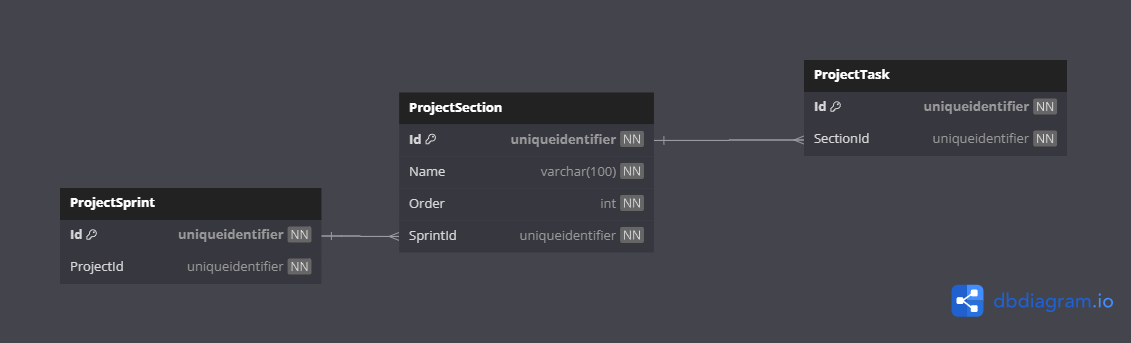 ProjectSprint
Id uniqueidentifier NN
ProjectId uniqueidentifier NN
ProjectSection
Id uniqueidentifier NN
Name varchar(100) NN
Order int NN
SprintId uniqueidentifier NN
ProjectTask
Id uniqueidentifier NN
SectionId uniqueidentifier NN
dbdiagram.io